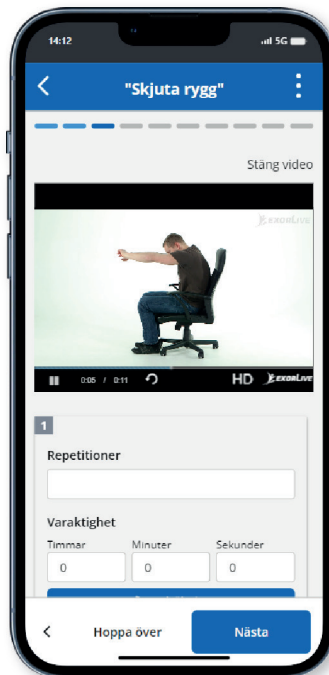 14:12
5G
"Skjuta rygg"
Stäng video
EXORLIVE
0:05 / 0:11
HD EXORLIVE
1
Repetitioner
Varaktighet
Timmar Minuter Sekunder
0 0 0
Hoppa över Nästa